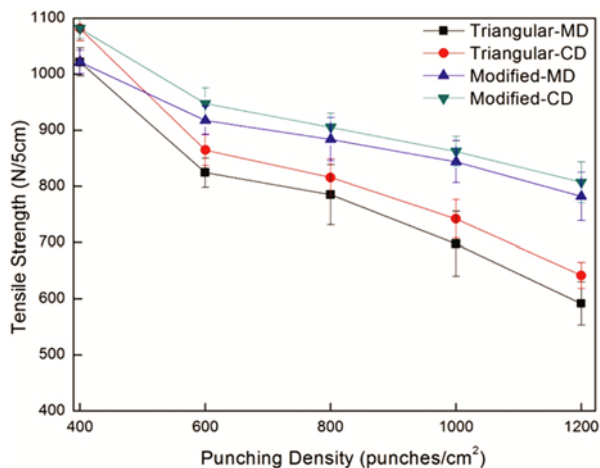 1100
1000
900
800
700
600
500
400
Tensile Strength (N/5cm)
Triangular-MD
Triangular-CD
Modified-MD
Modified-CD
400 600 800 1000 1200
Punching Density (punches/cm²)